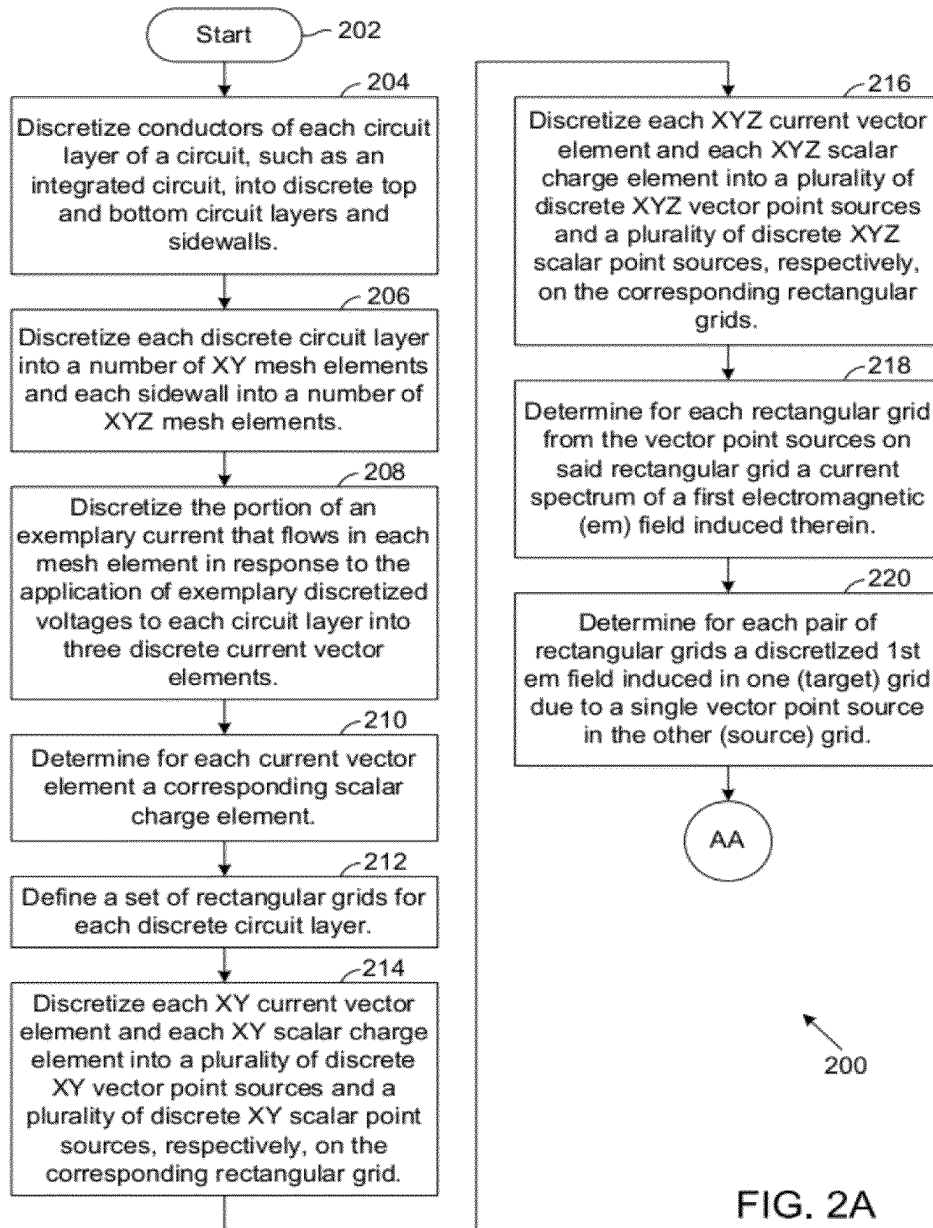 Start
202
204
Discretize conductors of each circuit
layer of a circuit, such as an
integrated circuit, into discrete top
and bottom circuit layers and
sidewalls.
206
Discretize each discrete circuit layer
into a number of XY mesh elements
and each sidewall into a number of
XYZ mesh elements.
208
Discretize the portion of an
exemplary current that flows in each
mesh element in response to the
application of exemplary discretized
voltages to each circuit layer into
three discrete current vector
elements.
210
Determine for each current vector
element a corresponding scalar
charge element.
212
Define a set of rectangular grids for
each discrete circuit layer.
214
Discretize each XY current vector
element and each XY scalar charge
element into a plurality of discrete
XY vector point sources and a
plurality of discrete XY scalar point
sources, respectively, on the
corresponding rectangular grid.
216
Discretize each XYZ current vector
element and each XYZ scalar
charge element into a plurality of
discrete XYZ vector point sources
and a plurality of discrete XYZ
scalar point sources, respectively,
on the corresponding rectangular
grids.
218
Determine for each rectangular grid
from the vector point sources on
said rectangular grid a current
spectrum of a first electromagnetic
(em) field induced therein.
220
Determine for each pair of
rectangular grids a discretized 1st
em field induced in one (target) grid
due to a single vector point source
in the other (source) grid.
AA
200
FIG. 2A